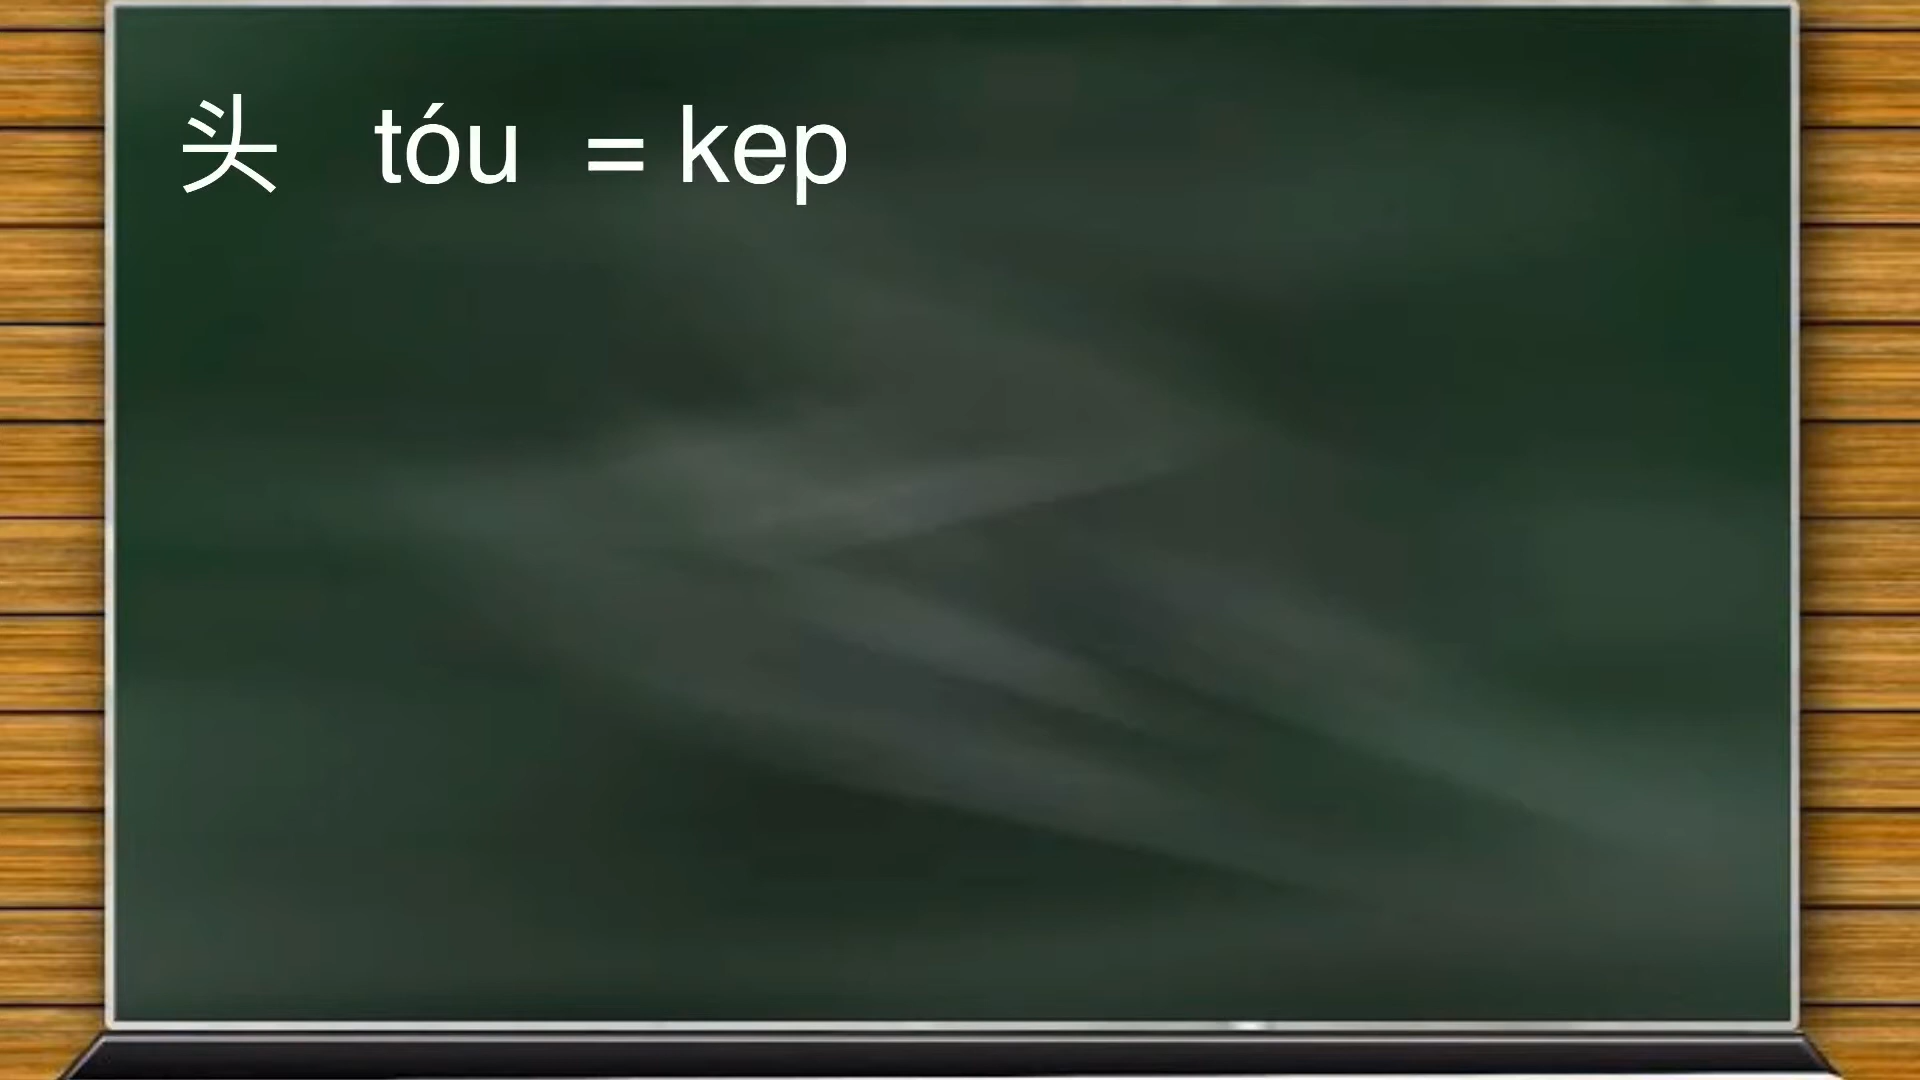 头 tóu = kep